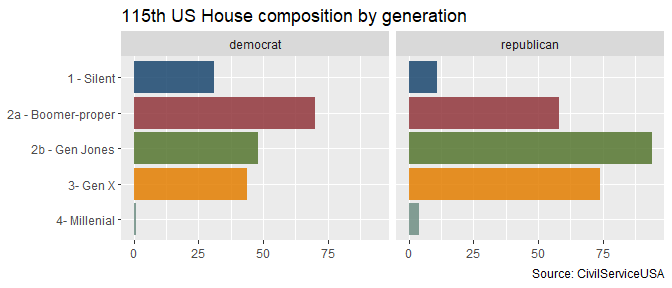 115th US House composition by generation
democrat republican
1 - Silent
2a - Boomer-proper
2b - Gen Jones
3- Gen X
4- Millenial
0 25 50 75 0 25 50 75
Source: CivilServiceUSA